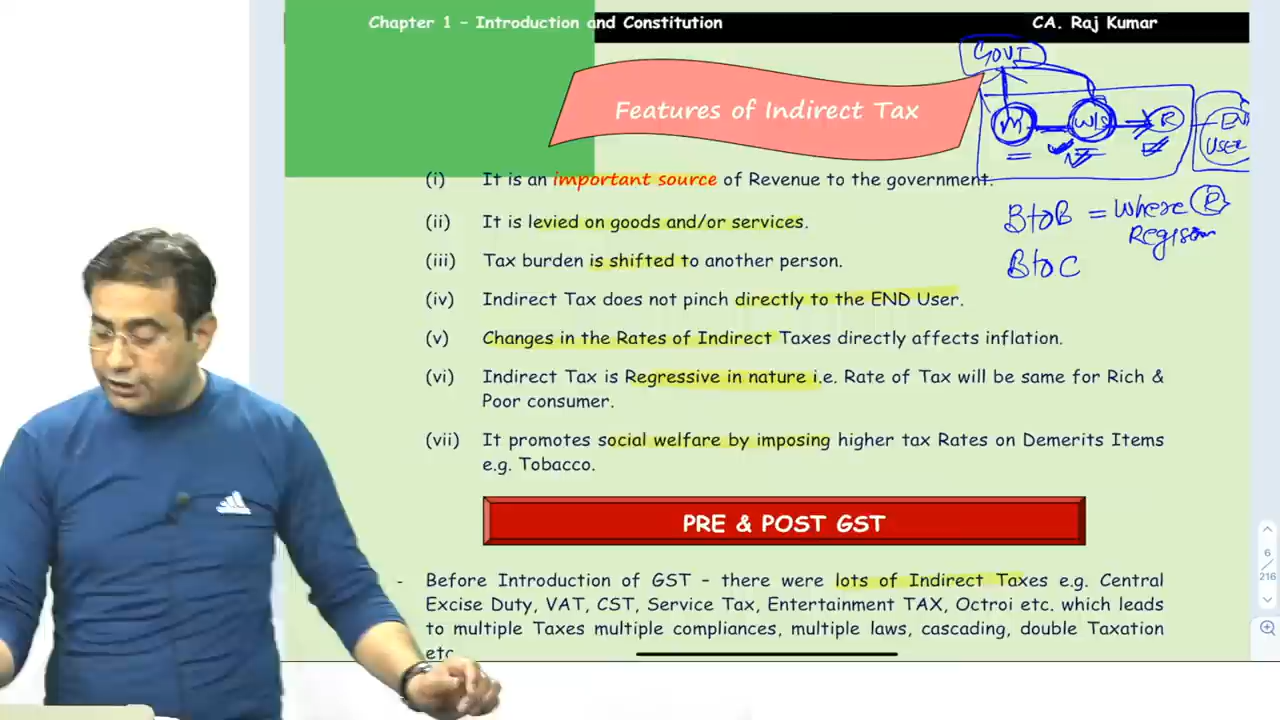 Chapter 1 – Introduction and Constitution CA. Raj Kumar
GOVT
Features of Indirect Tax
M W/S R
USER
(i) It is an important source of Revenue to the government.
BtoB = Where R
(ii) It is levied on goods and/or services.
(iii) Tax burden is shifted to another person.
BtoC
(iv) Indirect Tax does not pinch directly to the END User.
(v) Changes in the Rates of Indirect Taxes directly affects inflation.
(vi) Indirect Tax is Regressive in nature i.e. Rate of Tax will be same for Rich &
Poor consumer.
(vii) It promotes social welfare by imposing higher tax Rates on Demerits Items
e.g. Tobacco.
PRE & POST GST
- Before Introduction of GST – there were lots of Indirect Taxes e.g. Central
Excise Duty, VAT, CST, Service Tax, Entertainment TAX, Octroi etc. which leads
to multiple Taxes multiple compliances, multiple laws, cascading, double Taxation
etc
6
/
216